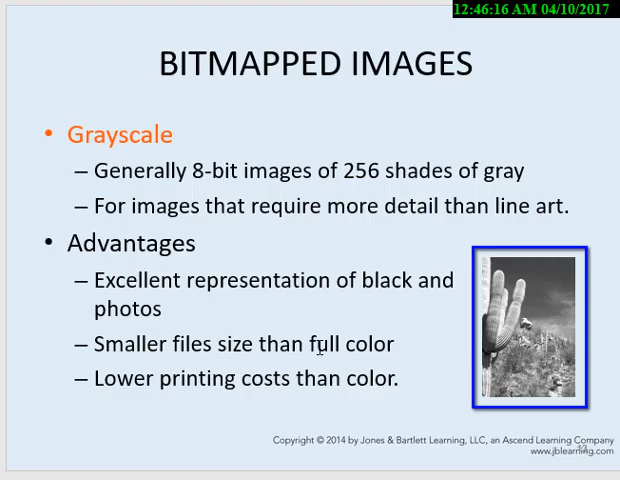 12:46:16 AM 04/10/2017
BITMAPPED IMAGES
• Grayscale
– Generally 8-bit images of 256 shades of gray
– For images that require more detail than line art.
• Advantages
– Excellent representation of black and
photos
– Smaller files size than full color
– Lower printing costs than color.
Copyright © 2014 by Jones & Bartlett Learning, LLC, an Ascend Learning Company
www.jblearning.com